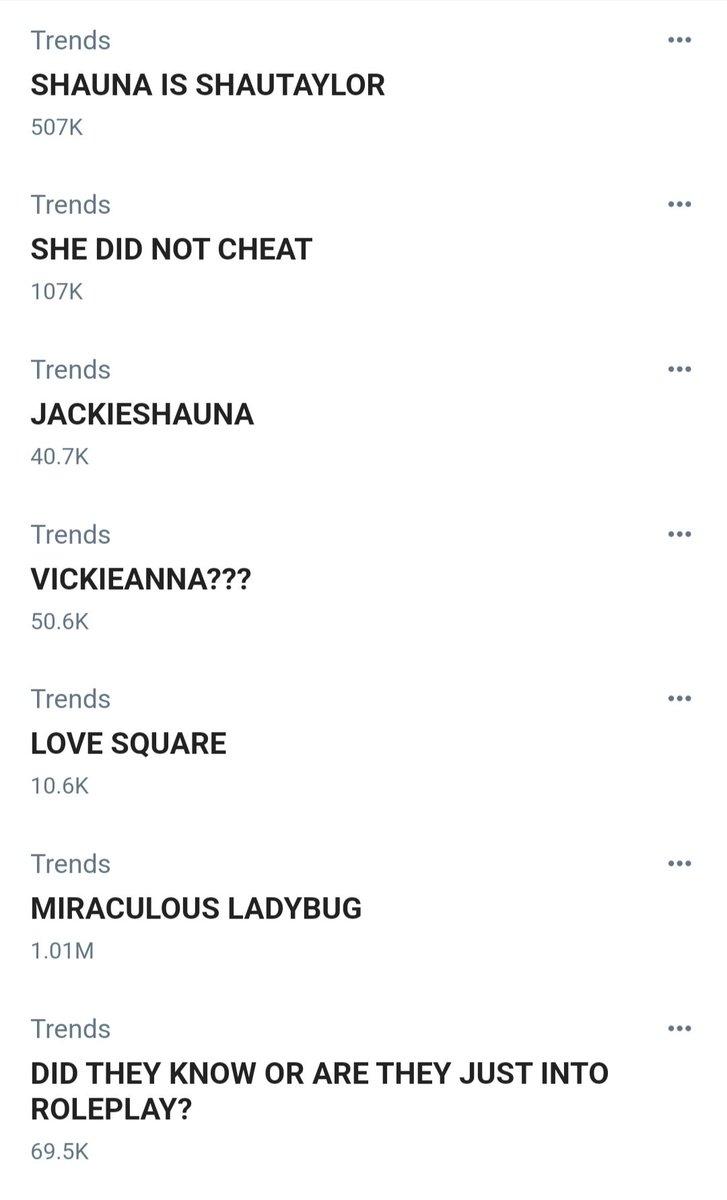 Trends
SHAUNA IS SHAUTAYLOR
507K
Trends
SHE DID NOT CHEAT
107K
Trends
JACKIESHAUNA
40.7K
Trends
VICKIEANNA???
50.6K
Trends
LOVE SQUARE
10.6K
Trends
MIRACULOUS LADYBUG
1.01M
Trends
DID THEY KNOW OR ARE THEY JUST INTO
ROLEPLAY?
69.5K